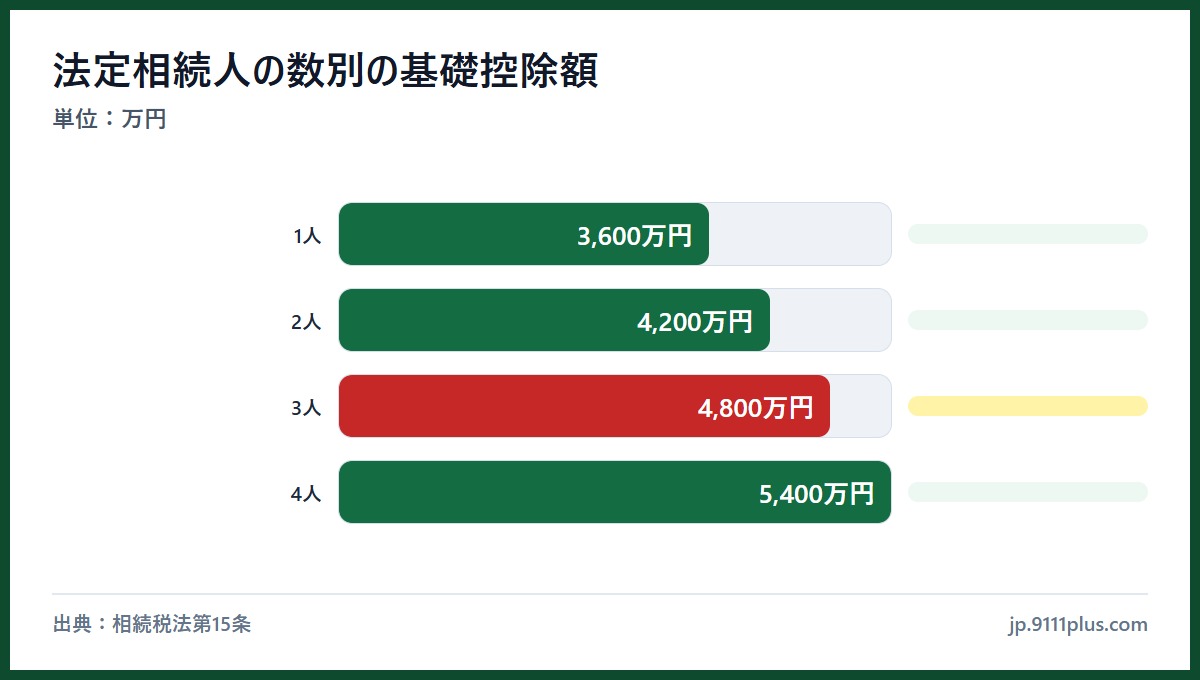 法定相続人の数別の基礎控除額
単位：万円
1人 3,600万円
2人 4,200万円
3人 4,800万円
4人 5,400万円
出典：相続税法第15条 jp.9111plus.com